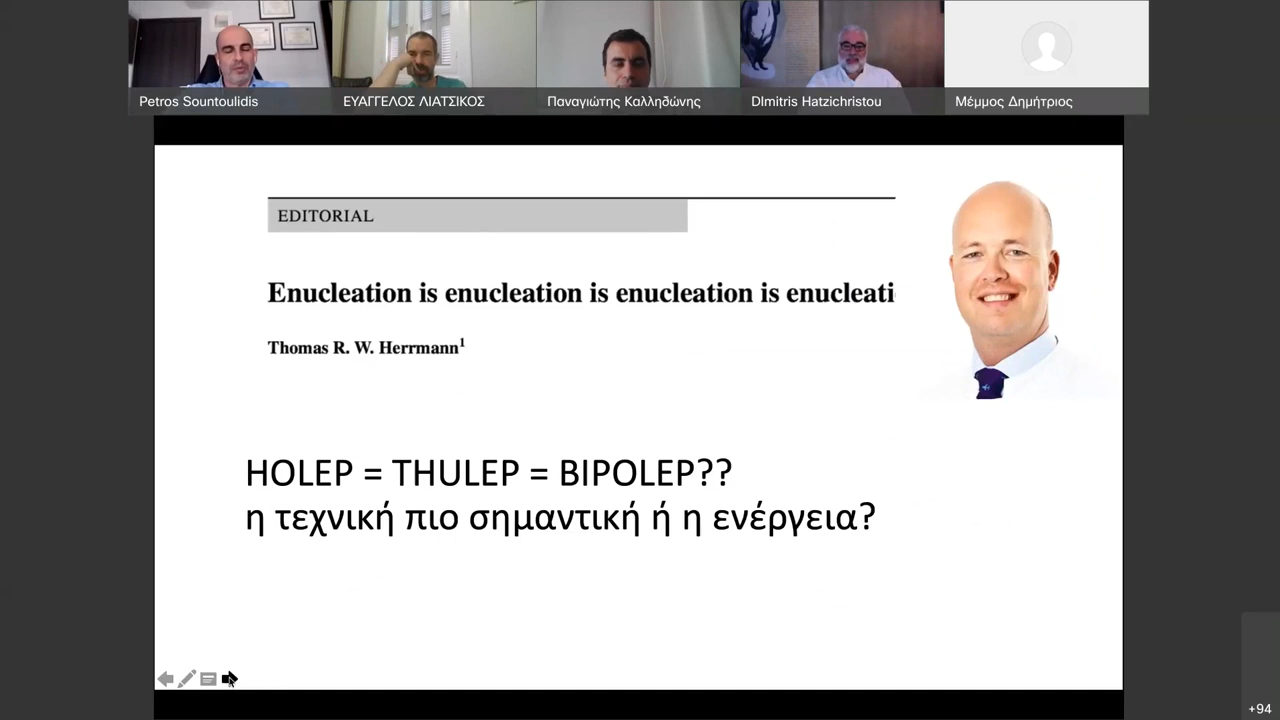 Petros Sountoulidis
ΕΥΑΓΓΕΛΟΣ ΛΙΑΤΣΙΚΟΣ
Παναγιώτης Καλληδώνης
DImitris Hatzichristou
Μέμμος Δημήτριος
EDITORIAL
Enucleation is enucleation is enucleation is enucleati
Thomas R. W. Herrmann1
HOLEP = THULEP = BIPOLEP??
η τεχνική πιο σημαντική ή η ενέργεια?
+94